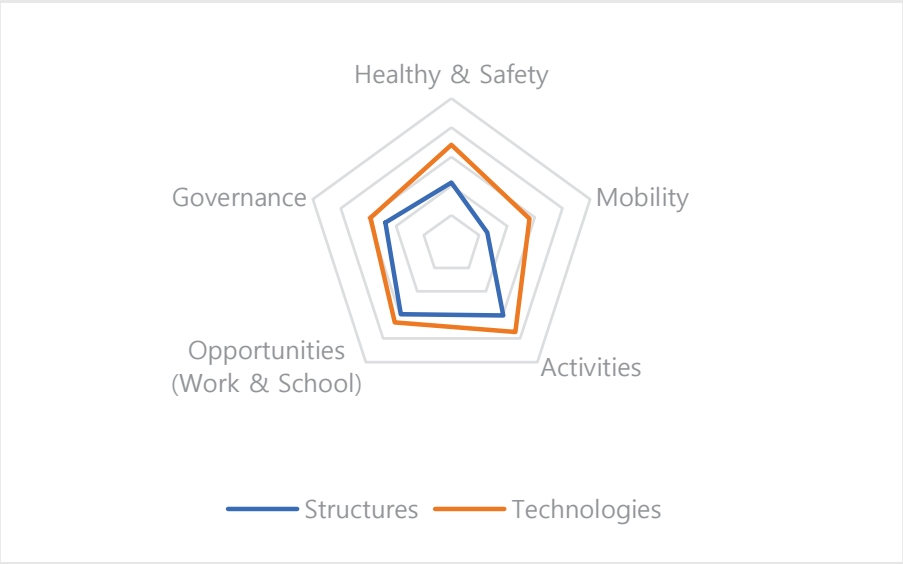 Healthy & Safety
Governance
Mobility
Opportunities
(Work & School)
Activities
Structures
Technologies